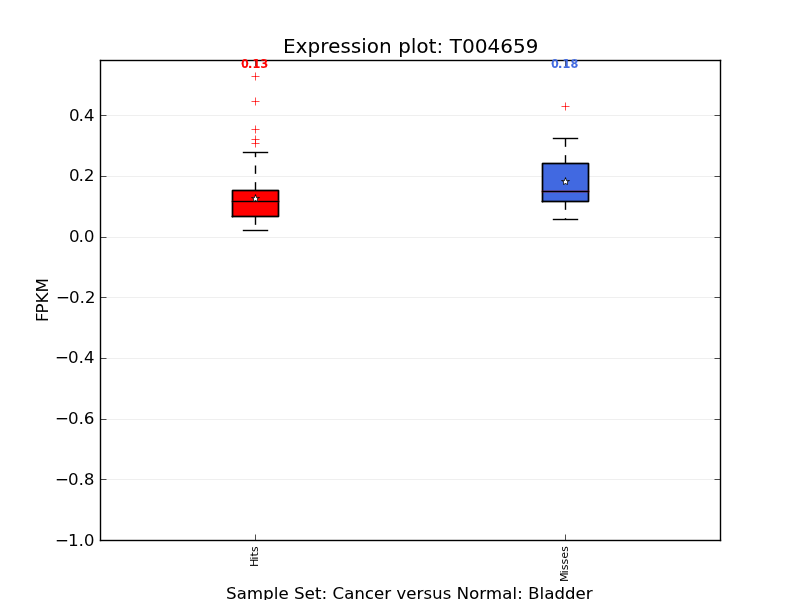 Expression plot: T004659
0.13
0.18
0.4
0.2
0.0
−0.2
−0.4
−0.6
−0.8
−1.0
FPKM
Hits
Misses
Sample Set: Cancer versus Normal: Bladder